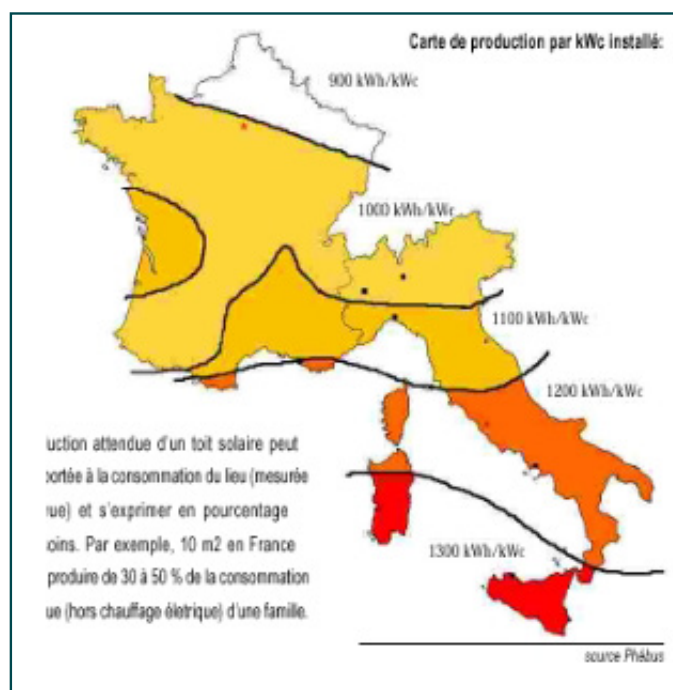 Carte de production par kWc installé:
900 kWh/kWc
1000 kWh/kWc
1100 kWh/kWc
1200 kWh/kWc
uction attendue d'un toit solaire peut
ortée à la consommation du lieu (mesurée
ue) et s'exprimer en pourcentage
oins. Par exemple, 10 m2 en France
produire de 30 à 50 % de la consommation
1300 kWh/kWc
ue (hors chauffage életrique) d'une famille.
source Phébus